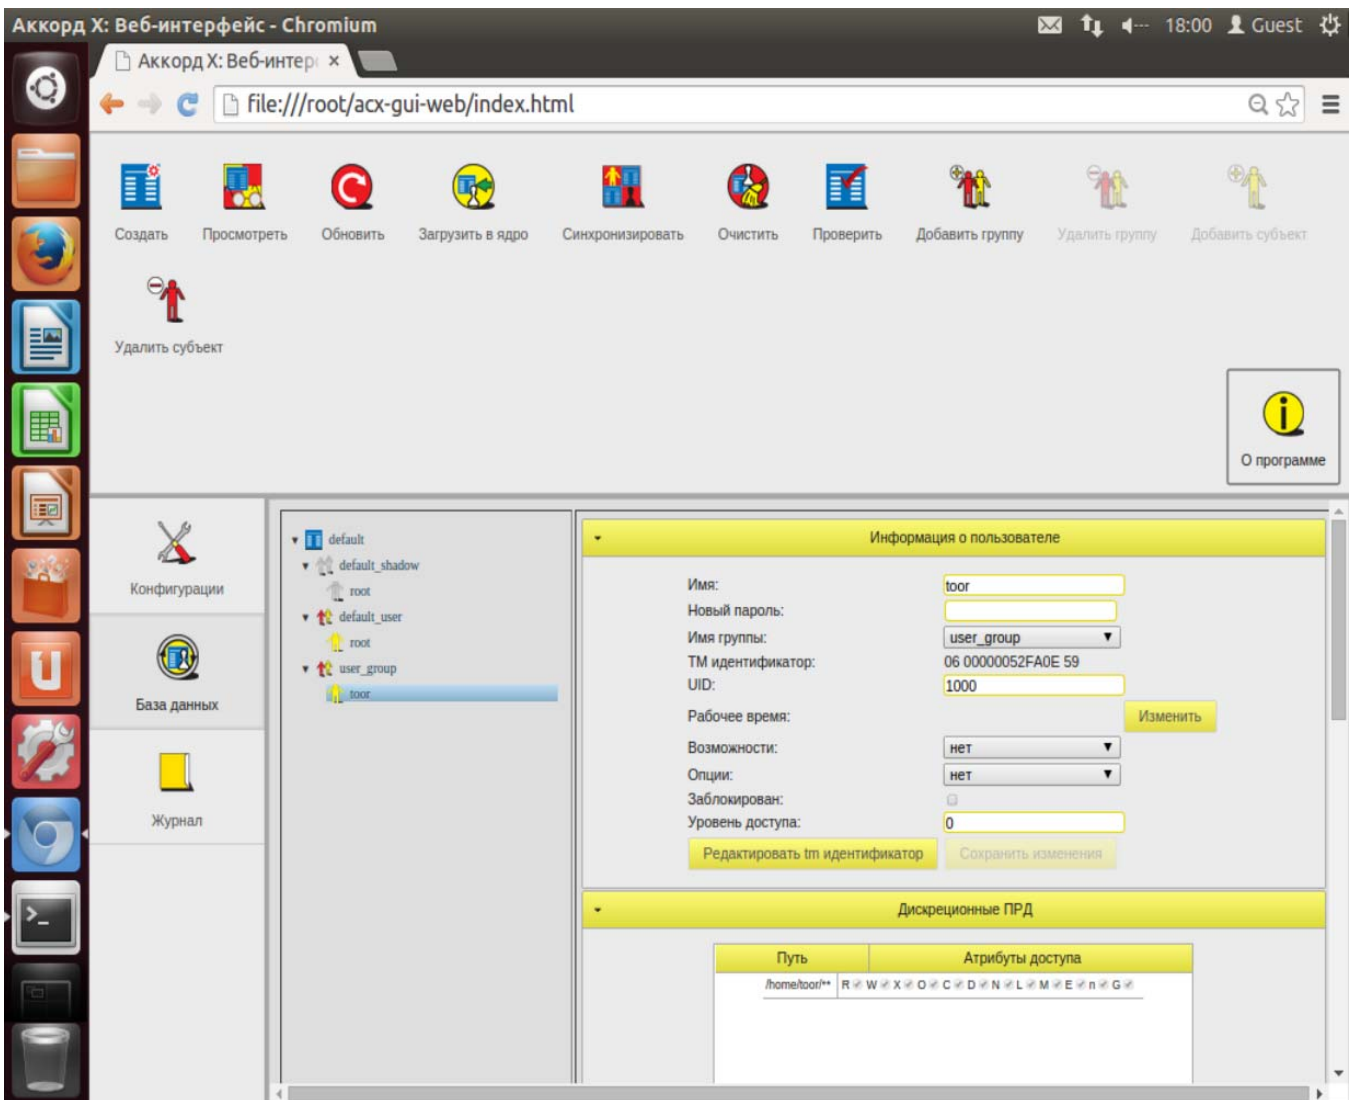 Аккорд X: Веб-интерфейс - Chromium
18:00 Guest
Аккорд X: Веб-интер
file:///root/acx-gui-web/index.html
Создать Просмотреть Обновить Загрузить в ядро Синхронизировать Очистить Проверить Добавить группу Удалить группу Добавить субъект
Удалить субъект
О программе
Конфигурации
База данных
Журнал
default
default_shadow
root
default_user
root
user_group
toor
Информация о пользователе
Имя: toor
Новый пароль:
Имя группы: user_group
ТМ идентификатор: 06 00000052FA0E 59
UID: 1000
Рабочее время: Изменить
Возможности: нет
Опции: нет
Заблокирован:
Уровень доступа: 0
Редактировать tm идентификатор Сохранить изменения
Дискреционные ПРД
Путь Атрибуты доступа
/home/toor/** R W X O C D N L M E n G